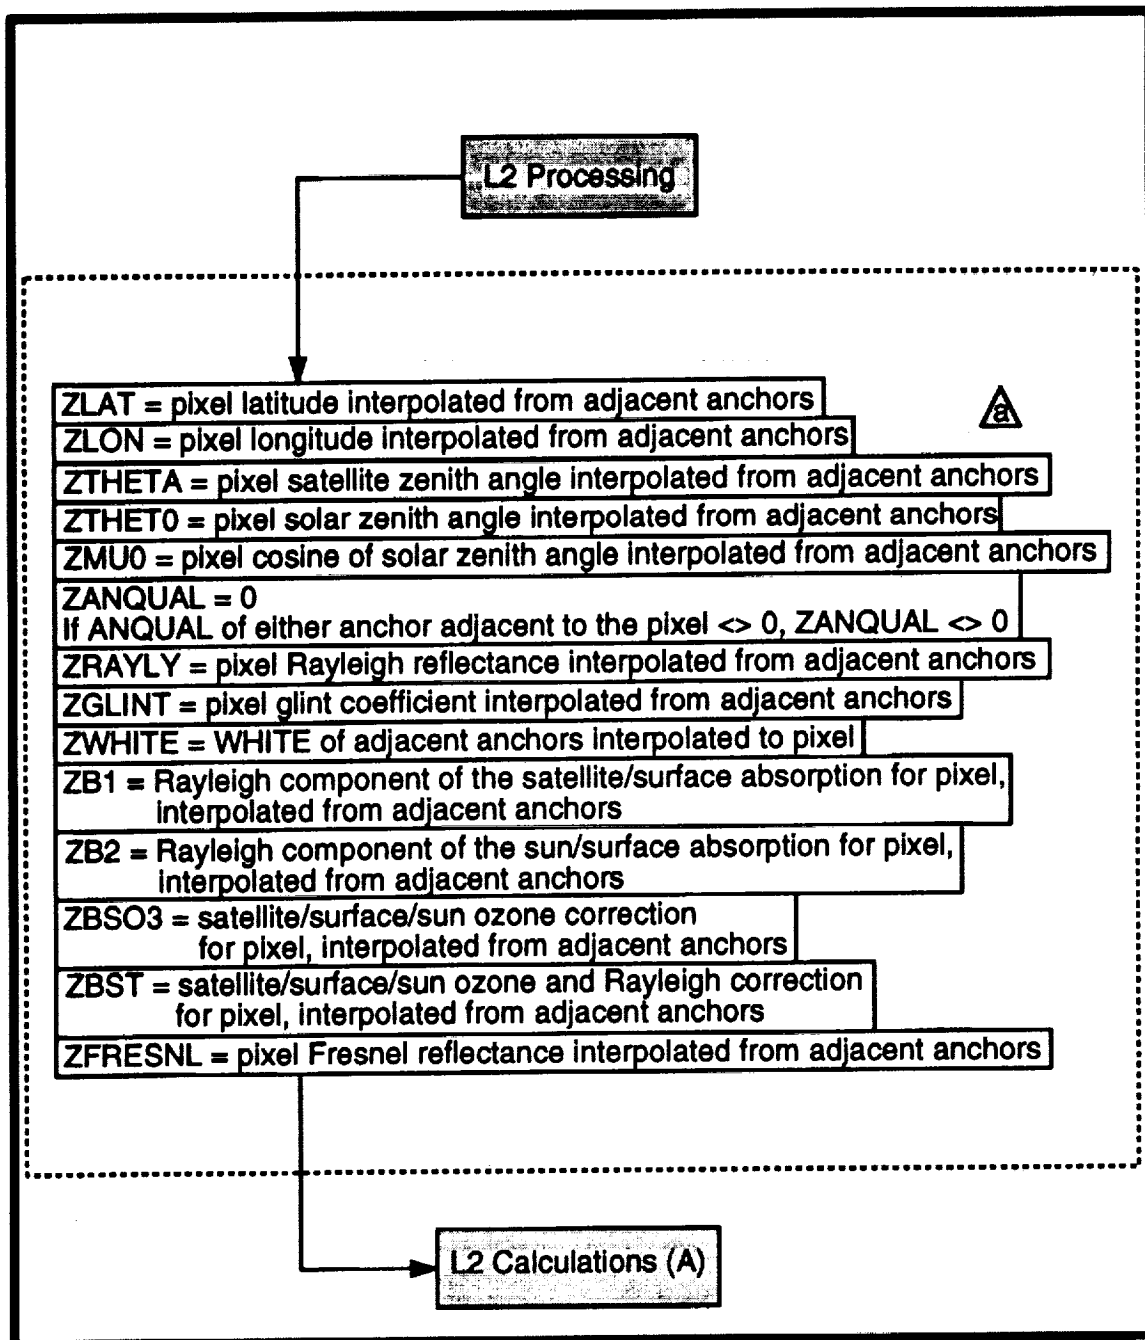 L2 Processing
ZLAT = pixel latitude interpolated from adjacent anchors
a
ZLON = pixel longitude interpolated from adjacent anchors
ZTHETA = pixel satellite zenith angle interpolated from adjacent anchors
ZTHET0 = pixel solar zenith angle interpolated from adjacent anchors
ZMU0 = pixel cosine of solar zenith angle interpolated from adjacent anchors
ZANQUAL = 0
If ANQUAL of either anchor adjacent to the pixel <> 0, ZANQUAL <> 0
ZRAYLY = pixel Rayleigh reflectance interpolated from adjacent anchors
ZGLINT = pixel glint coefficient interpolated from adjacent anchors
ZWHITE = WHITE of adjacent anchors interpolated to pixel
ZB1 = Rayleigh component of the satellite/surface absorption for pixel,
interpolated from adjacent anchors
ZB2 = Rayleigh component of the sun/surface absorption for pixel,
interpolated from adjacent anchors
ZBSO3 = satellite/surface/sun ozone correction
for pixel, interpolated from adjacent anchors
ZBST = satellite/surface/sun ozone and Rayleigh correction
for pixel, interpolated from adjacent anchors
ZFRESNL = pixel Fresnel reflectance interpolated from adjacent anchors
L2 Calculations (A)